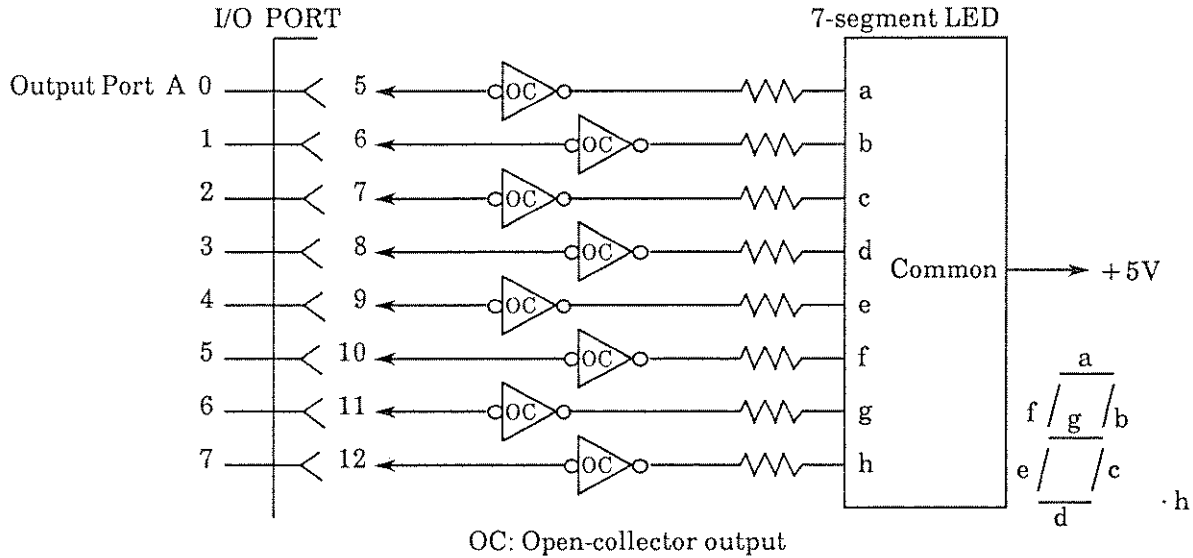 I/O PORT 7-segment LED
Output Port A 0 5 OC a
1 6 OC b
2 7 OC c
3 8 OC d
Common +5V
4 9 OC e
5 10 OC f
a
6 11 OC g
f g b
7 12 OC h
e c
d · h
OC: Open-collector output